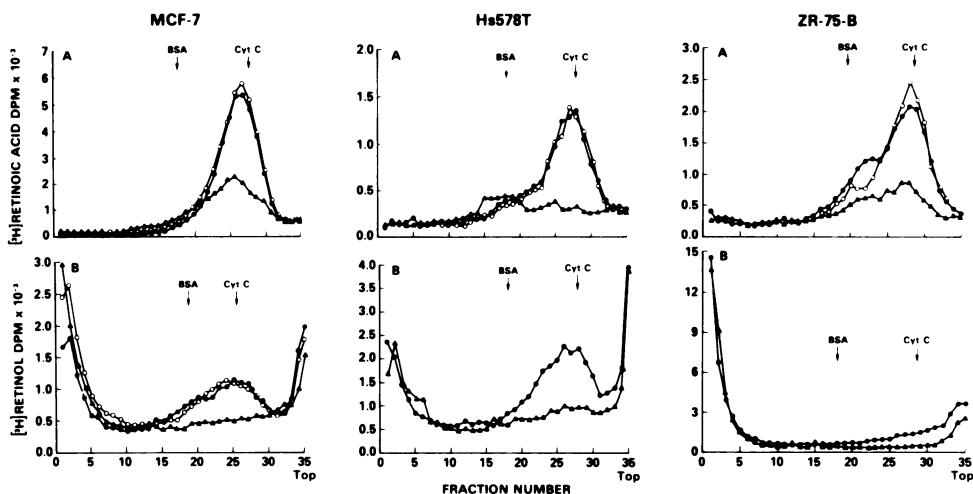 MCF-7
Hs578T
ZR-75-B
A
BSA
Cyt C
7
6
5
4
3
2
1
0
[³H]RETINOIC ACID DPM x 10⁻³
A
BSA
Cyt C
2.0
1.5
1.0
0.5
0
A
BSA
Cyt C
3.0
2.5
2.0
1.5
1.0
0.5
0
B
BSA
Cyt C
3.0
2.5
2.0
1.5
1.0
0.5
0
[³H]RETINOL DPM x 10⁻³
0 5 10 15 20 25 30 35
Top
B
BSA
Cyt C
4.0
3.5
3.0
2.5
2.0
1.5
1.0
0.5
0
0 5 10 15 20 25 30 35
Top
B
BSA
Cyt C
15
12
9
6
3
0
0 5 10 15 20 25 30 35
Top
FRACTION NUMBER